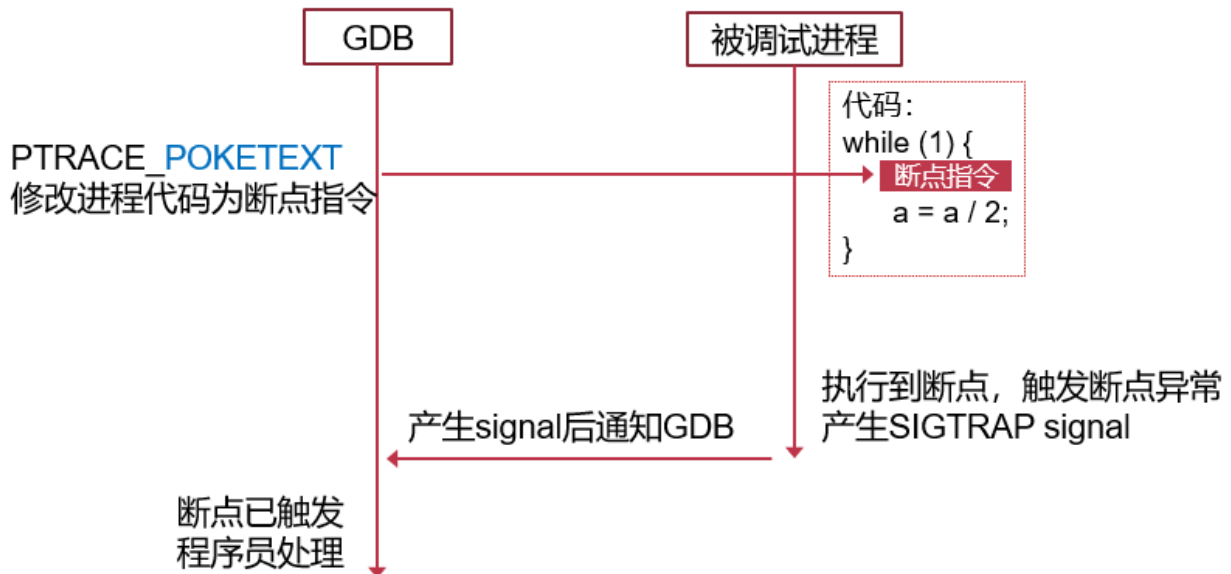 GDB
被调试进程
代码：
while (1) {
断点指令
a = a / 2;
}
PTRACE_POKETEXT
修改进程代码为断点指令
执行到断点，触发断点异常
产生SIGTRAP signal
产生signal后通知GDB
断点已触发
程序员处理